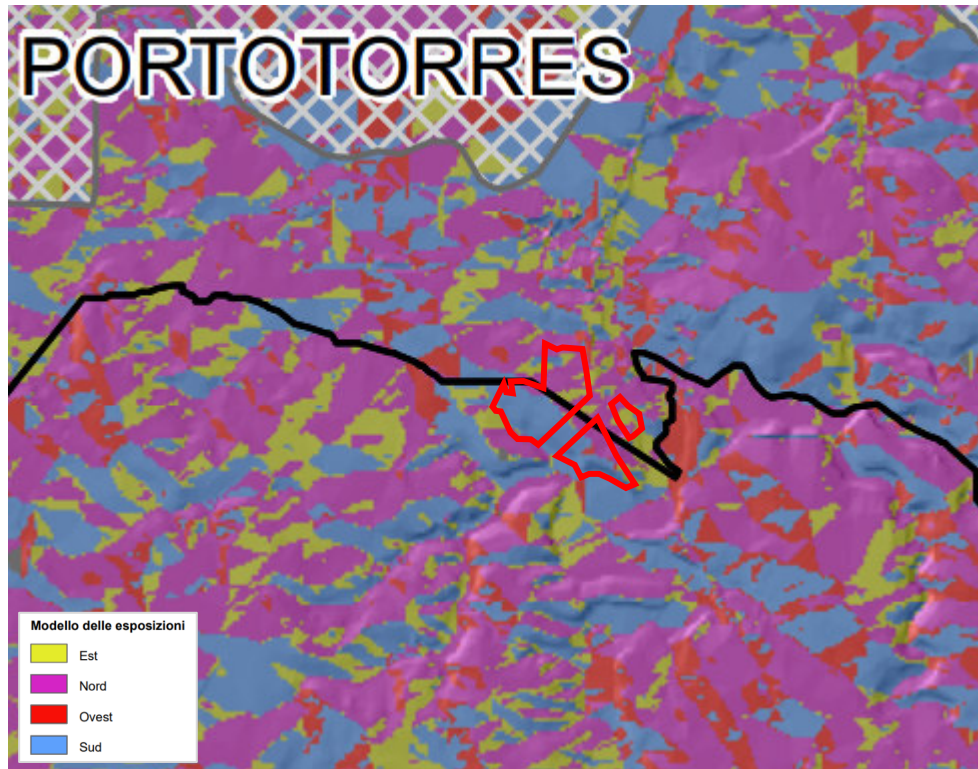 PORTOTORRES
Modello delle esposizioni
Est
Nord
Ovest
Sud